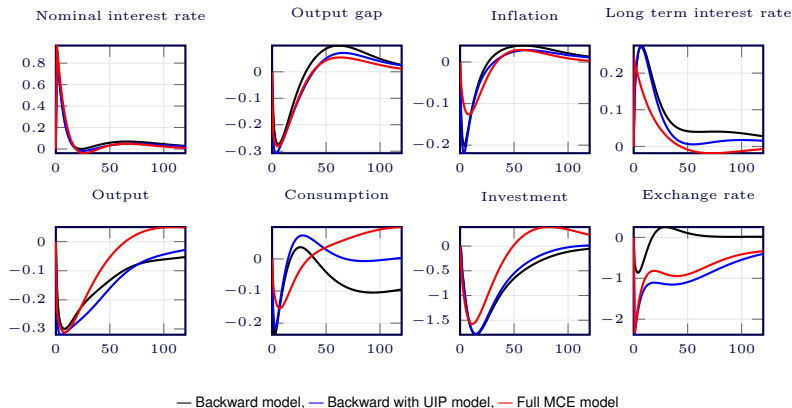 Nominal interest rate
Output gap
Inflation
Long term interest rate
0.8
0.6
0.4
0.2
0
0 50 100
0
−0.1
−0.2
−0.3
0 50 100
0
−0.1
−0.2
0 50 100
0.2
0.1
0
0 50 100
Output
Consumption
Investment
Exchange rate
0
−0.1
−0.2
−0.3
0 50 100
0
−0.1
−0.2
0 50 100
0
−0.5
−1
−1.5
0 50 100
0
−1
−2
0 50 100
— Backward model, — Backward with UIP model, — Full MCE model